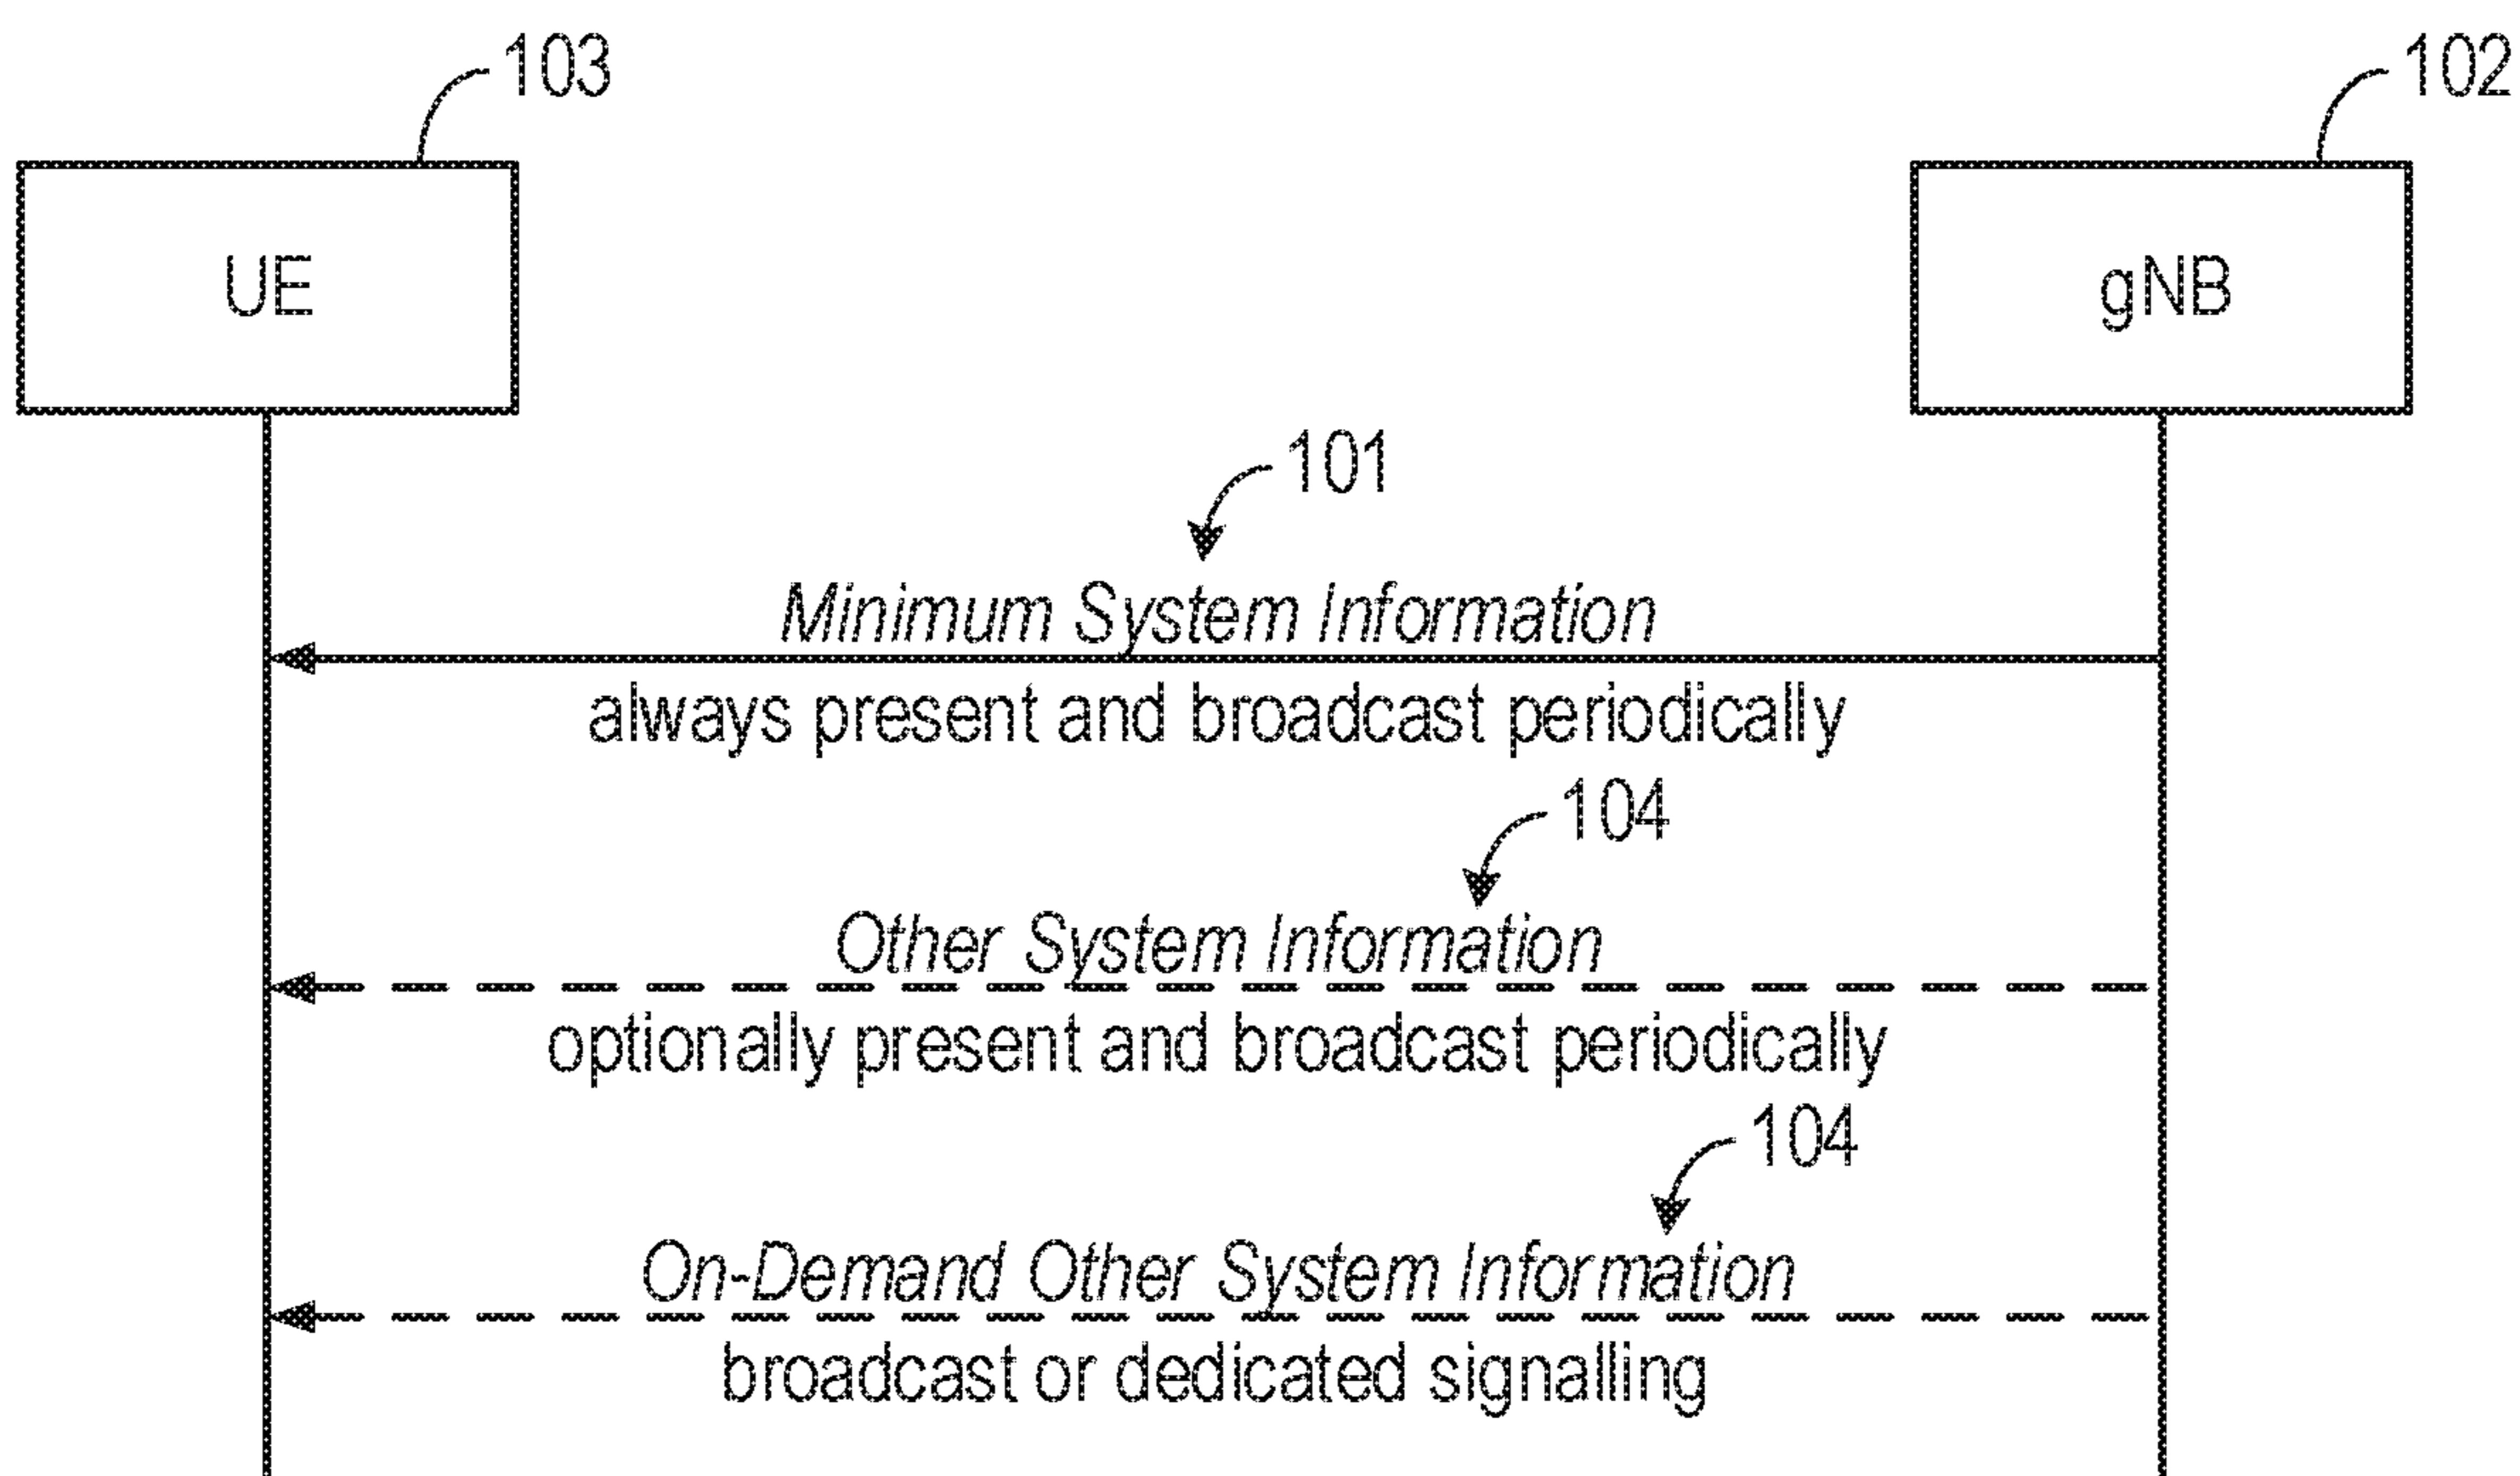 103
102
UE
gNB
101
Minimum System Information
always present and broadcast periodically
104
Other System Information
optionally present and broadcast periodically
104
On-Demand Other System Information
broadcast or dedicated signalling